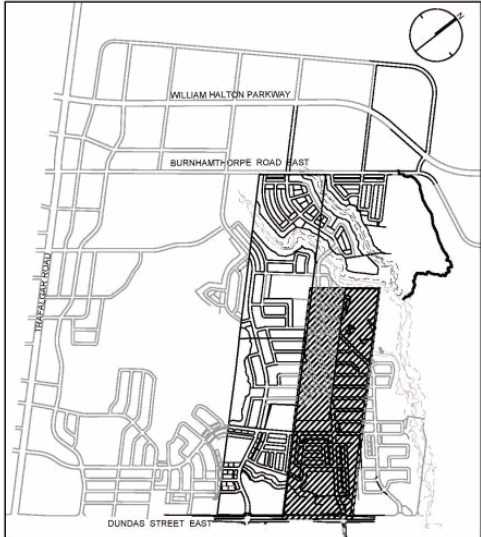 N
WILLIAM HALTON PARKWAY
BURNHAMTHORPE ROAD EAST
TRAFALGAR ROAD
DUNDAS STREET EAST